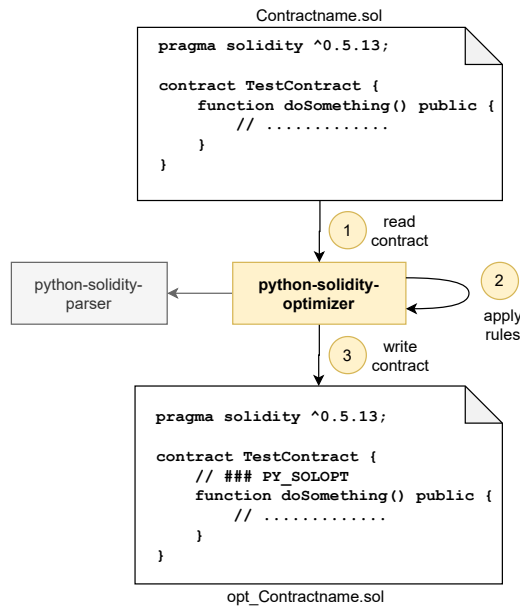 Contractname.sol
pragma solidity ^0.5.13;
contract TestContract {
function doSomething() public {
// .............
}
}
1
read
contract
python-solidity-
parser
python-solidity-
optimizer
2
apply
rules
3
write
contract
pragma solidity ^0.5.13;
contract TestContract {
// ### PY_SOLOPT
function doSomething() public {
// .............
}
}
opt_Contractname.sol